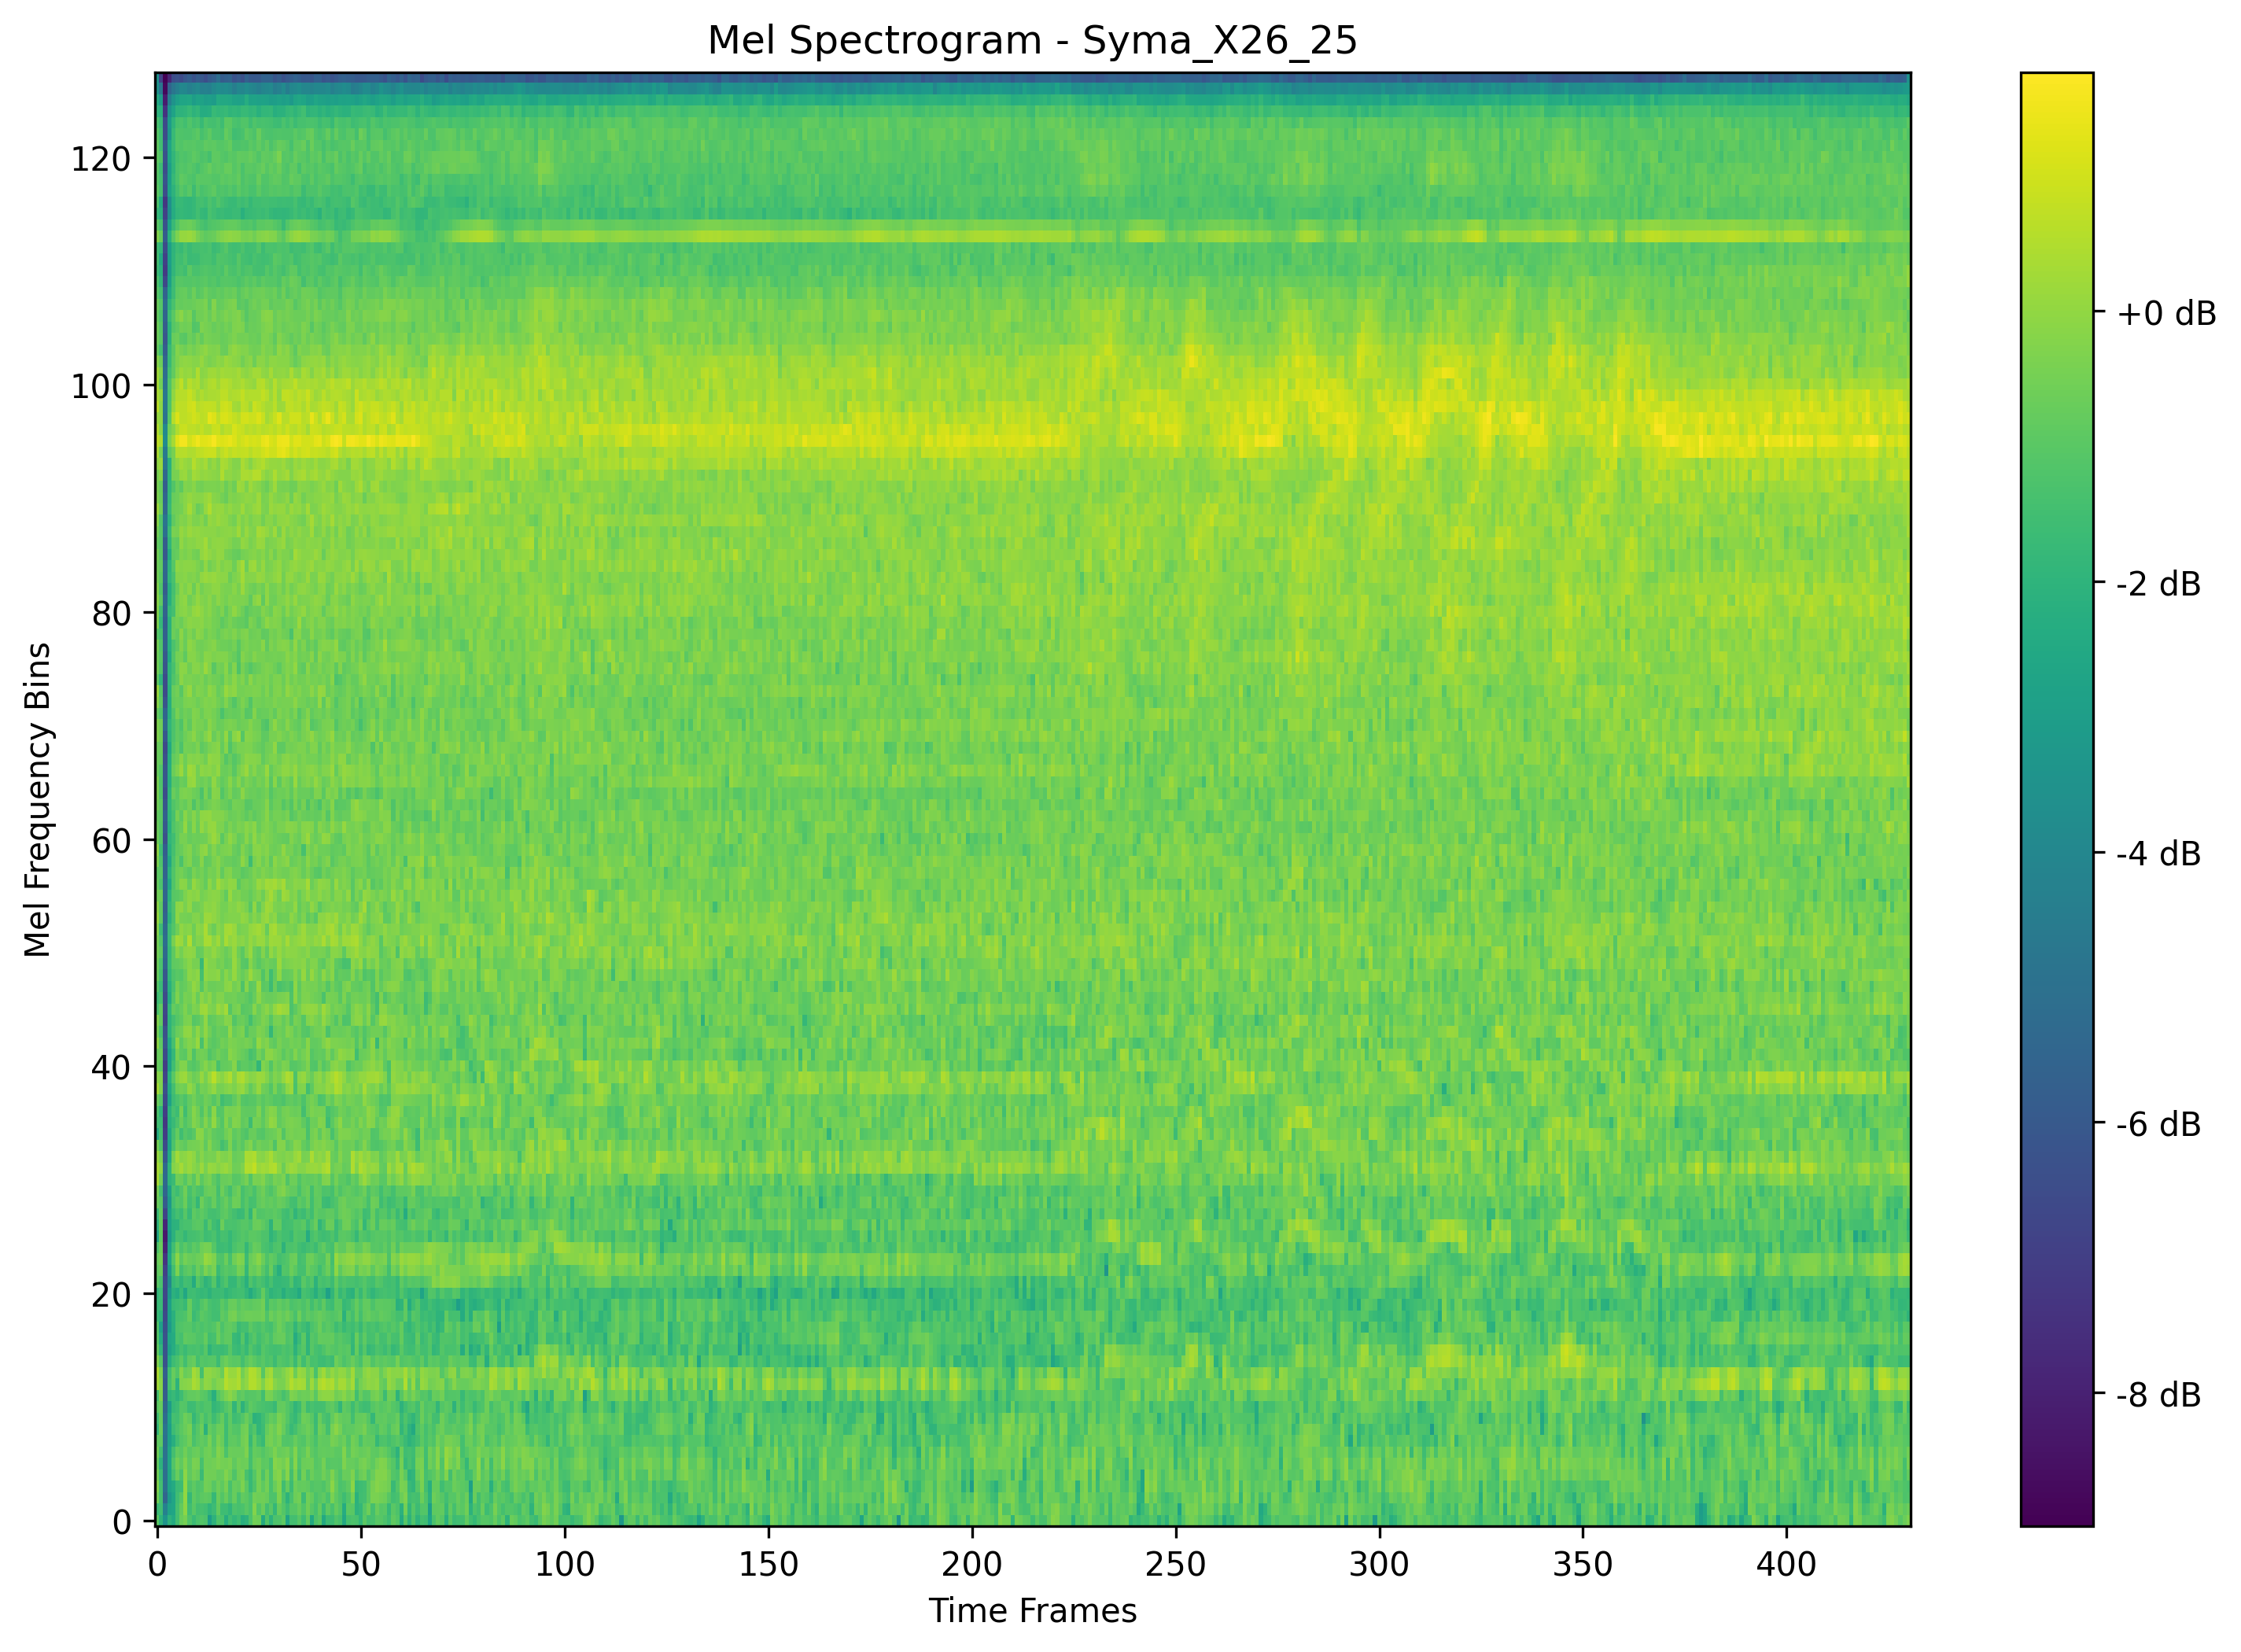 Mel Spectrogram - Syma_X26_25
Mel Frequency Bins
120
100
80
60
40
20
0
0 50 100 150 200 250 300 350 400
Time Frames
+0 dB
-2 dB
-4 dB
-6 dB
-8 dB